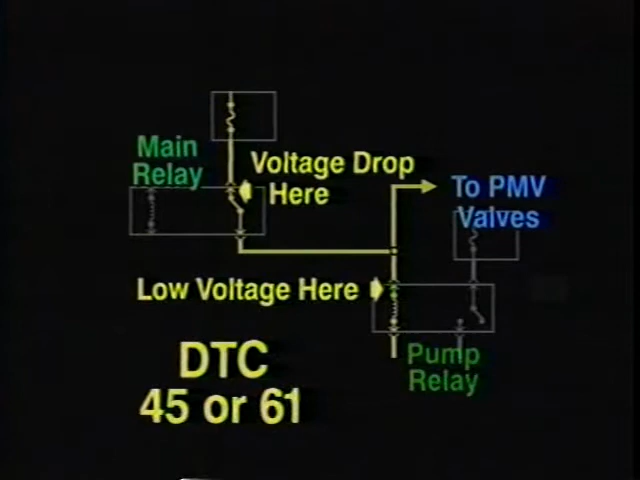 Main
Relay
Voltage Drop
Here
To PMV
Valves
Low Voltage Here
Pump
Relay
DTC
45 or 61